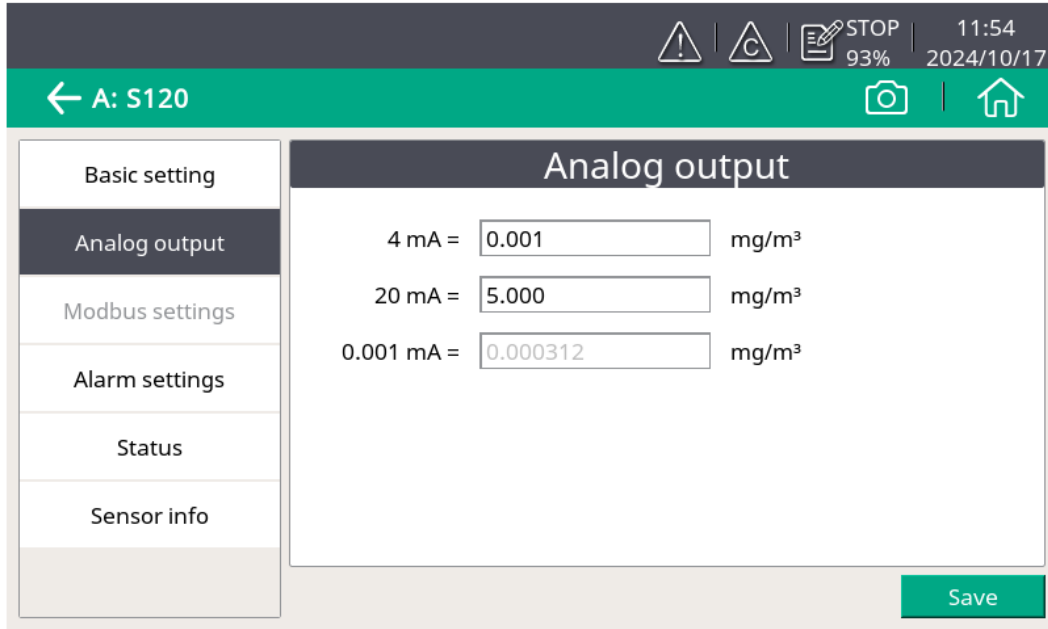 STOP 11:54
93% 2024/10/17
A: S120
Basic setting
Analog output
Modbus settings
Alarm settings
Status
Sensor info
Analog output
4 mA = 0.001 mg/m³
20 mA = 5.000 mg/m³
0.001 mA = 0.000312 mg/m³
Save